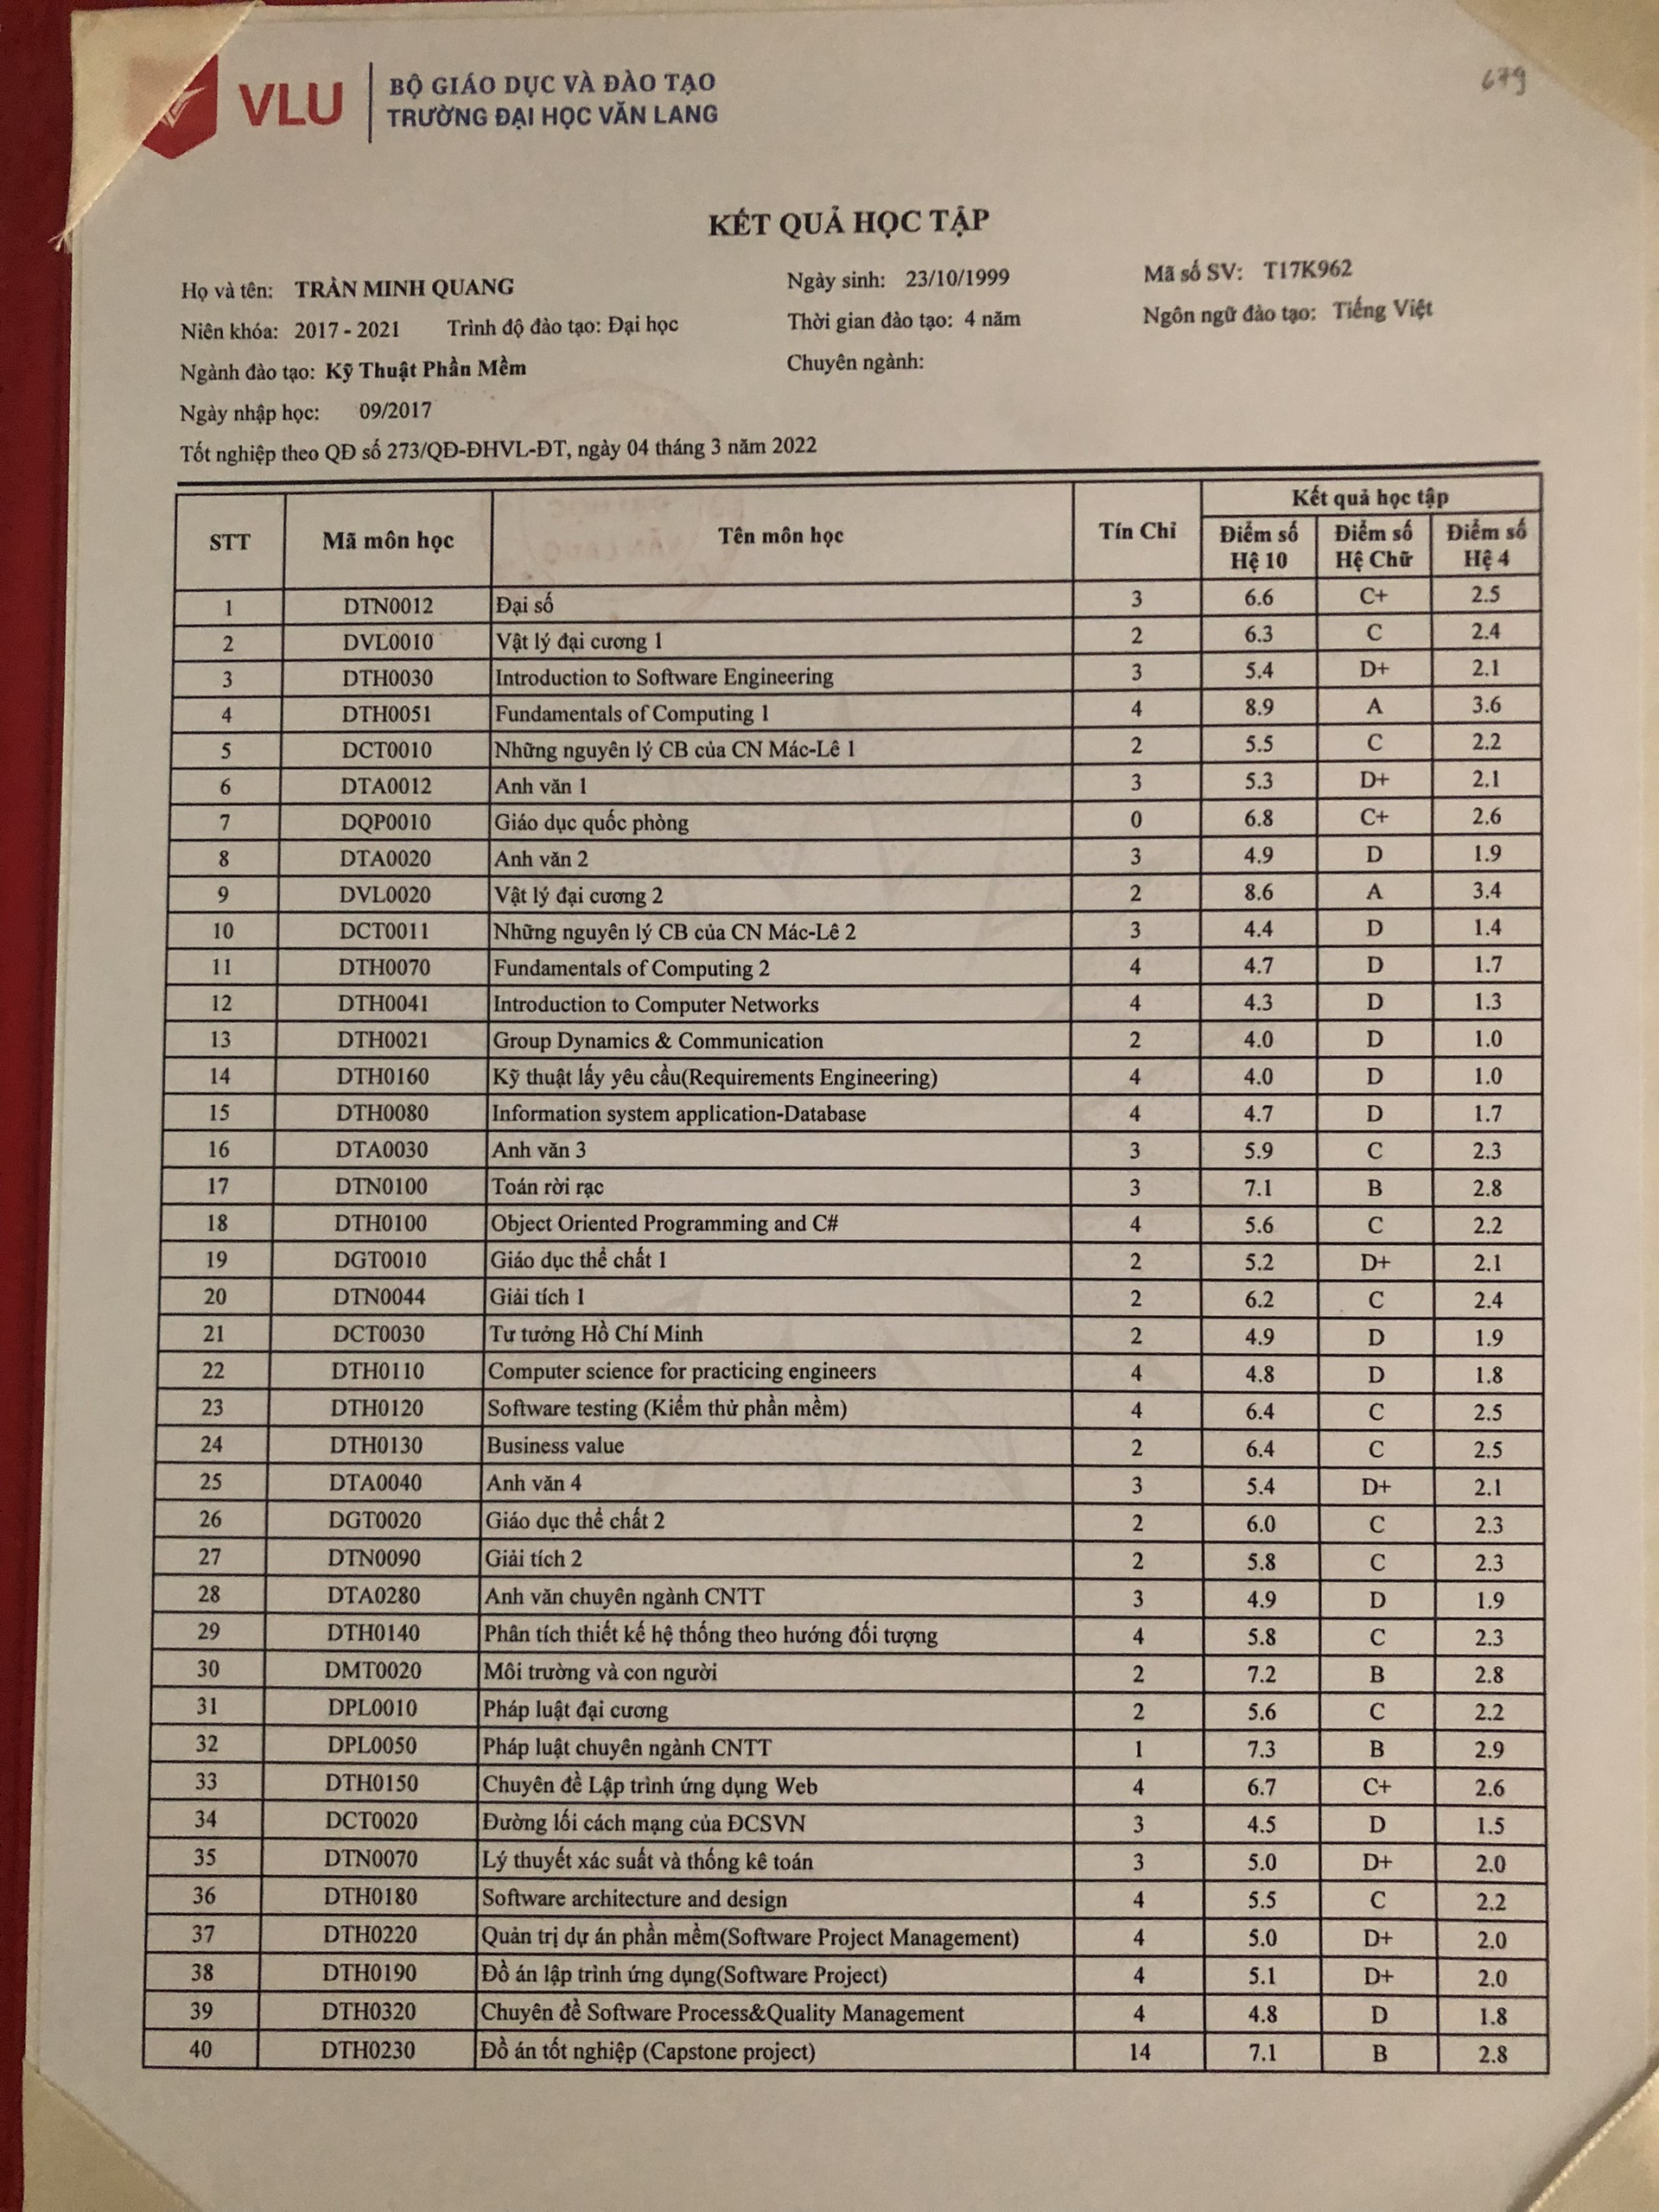 VLU
BỘ GIÁO DỤC VÀ ĐÀO TẠO
TRƯỜNG ĐẠI HỌC VĂN LANG
679
KẾT QUẢ HỌC TẬP
Họ và tên: TRẦN MINH QUANG Ngày sinh: 23/10/1999 Mã số SV: T17K962
Niên khóa: 2017 - 2021 Trình độ đào tạo: Đại học Thời gian đào tạo: 4 năm Ngôn ngữ đào tạo: Tiếng Việt
Ngành đào tạo: Kỹ Thuật Phần Mềm Chuyên ngành:
Ngày nhập học: 09/2017
Tốt nghiệp theo QĐ số 273/QĐ-ĐHVL-ĐT, ngày 04 tháng 3 năm 2022
STT Mã môn học Tên môn học Tín Chỉ Kết quả học tập
Điểm số Hệ 10 Điểm số Hệ Chữ Điểm số Hệ 4
1 DTN0012 Đại số 3 6.6 C+ 2.5
2 DVL0010 Vật lý đại cương 1 2 6.3 C 2.4
3 DTH0030 Introduction to Software Engineering 3 5.4 D+ 2.1
4 DTH0051 Fundamentals of Computing 1 4 8.9 A 3.6
5 DCT0010 Những nguyên lý CB của CN Mác-Lê 1 2 5.5 C 2.2
6 DTA0012 Anh văn 1 3 5.3 D+ 2.1
7 DQP0010 Giáo dục quốc phòng 0 6.8 C+ 2.6
8 DTA0020 Anh văn 2 3 4.9 D 1.9
9 DVL0020 Vật lý đại cương 2 2 8.6 A 3.4
10 DCT0011 Những nguyên lý CB của CN Mác-Lê 2 3 4.4 D 1.4
11 DTH0070 Fundamentals of Computing 2 4 4.7 D 1.7
12 DTH0041 Introduction to Computer Networks 4 4.3 D 1.3
13 DTH0021 Group Dynamics & Communication 2 4.0 D 1.0
14 DTH0160 Kỹ thuật lấy yêu cầu(Requirements Engineering) 4 4.0 D 1.0
15 DTH0080 Information system application-Database 4 4.7 D 1.7
16 DTA0030 Anh văn 3 3 5.9 C 2.3
17 DTN0100 Toán rời rạc 3 7.1 B 2.8
18 DTH0100 Object Oriented Programming and C# 4 5.6 C 2.2
19 DGT0010 Giáo dục thể chất 1 2 5.2 D+ 2.1
20 DTN0044 Giải tích 1 2 6.2 C 2.4
21 DCT0030 Tư tưởng Hồ Chí Minh 2 4.9 D 1.9
22 DTH0110 Computer science for practicing engineers 4 4.8 D 1.8
23 DTH0120 Software testing (Kiểm thử phần mềm) 4 6.4 C 2.5
24 DTH0130 Business value 2 6.4 C 2.5
25 DTA0040 Anh văn 4 3 5.4 D+ 2.1
26 DGT0020 Giáo dục thể chất 2 2 6.0 C 2.3
27 DTN0090 Giải tích 2 2 5.8 C 2.3
28 DTA0280 Anh văn chuyên ngành CNTT 3 4.9 D 1.9
29 DTH0140 Phân tích thiết kế hệ thống theo hướng đối tượng 4 5.8 C 2.3
30 DMT0020 Môi trường và con người 2 7.2 B 2.8
31 DPL0010 Pháp luật đại cương 2 5.6 C 2.2
32 DPL0050 Pháp luật chuyên ngành CNTT 1 7.3 B 2.9
33 DTH0150 Chuyên đề Lập trình ứng dụng Web 4 6.7 C+ 2.6
34 DCT0020 Đường lối cách mạng của ĐCSVN 3 4.5 D 1.5
35 DTN0070 Lý thuyết xác suất và thống kê toán 3 5.0 D+ 2.0
36 DTH0180 Software architecture and design 4 5.5 C 2.2
37 DTH0220 Quản trị dự án phần mềm(Software Project Management) 4 5.0 D+ 2.0
38 DTH0190 Đồ án lập trình ứng dụng(Software Project) 4 5.1 D+ 2.0
39 DTH0320 Chuyên đề Software Process&Quality Management 4 4.8 D 1.8
40 DTH0230 Đồ án tốt nghiệp (Capstone project) 14 7.1 B 2.8